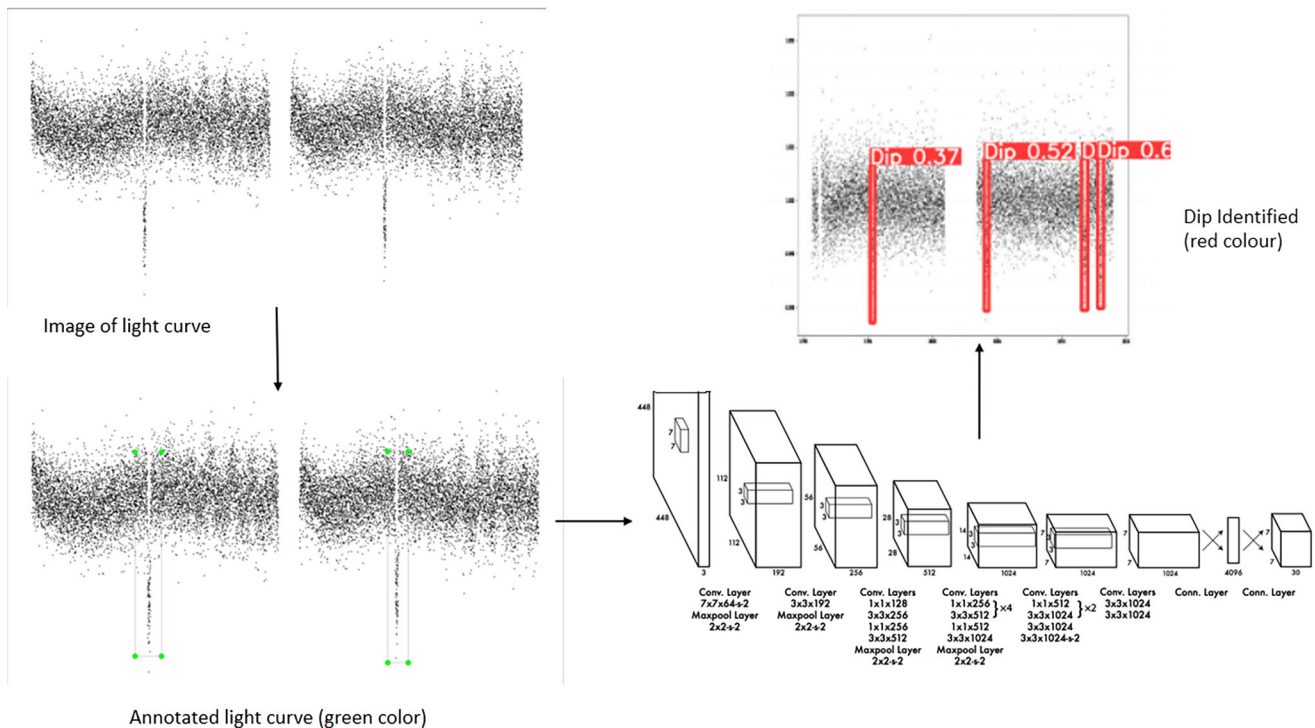 Image of light curve
Annotated light curve (green color)
Dip 0.37
Dip 0.52
D
Dip 0.6
Dip Identified
(red colour)
448
448
7
7
3
112
112
3
3
192
56
56
3
3
256
28
28
3
3
512
14
14
3
3
1024
7
7
3
3
1024
7
7
1024
4096
7
7
30
Conv. Layer
7x7x64-s-2
Maxpool Layer
2x2-s-2
Conv. Layer
3x3x192
Maxpool Layer
2x2-s-2
Conv. Layers
1x1x128
3x3x256
1x1x256
3x3x512
Maxpool Layer
2x2-s-2
Conv. Layers
1x1x256
3x3x512
}×4
1x1x512
3x3x1024
Maxpool Layer
2x2-s-2
Conv. Layers
1x1x512
3x3x1024
}×2
3x3x1024
3x3x1024-s-2
Conv. Layers
3x3x1024
3x3x1024
Conn. Layer
Conn. Layer